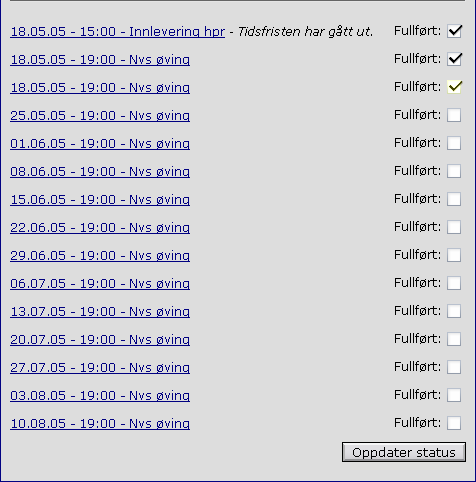 18.05.05 - 15:00 - Innlevering hpr - Tidsfristen har gått ut. Fullført:
18.05.05 - 19:00 - Nvs øving Fullført:
18.05.05 - 19:00 - Nvs øving Fullført:
25.05.05 - 19:00 - Nvs øving Fullført:
01.06.05 - 19:00 - Nvs øving Fullført:
08.06.05 - 19:00 - Nvs øving Fullført:
15.06.05 - 19:00 - Nvs øving Fullført:
22.06.05 - 19:00 - Nvs øving Fullført:
29.06.05 - 19:00 - Nvs øving Fullført:
06.07.05 - 19:00 - Nvs øving Fullført:
13.07.05 - 19:00 - Nvs øving Fullført:
20.07.05 - 19:00 - Nvs øving Fullført:
27.07.05 - 19:00 - Nvs øving Fullført:
03.08.05 - 19:00 - Nvs øving Fullført:
10.08.05 - 19:00 - Nvs øving Fullført:
Oppdater status